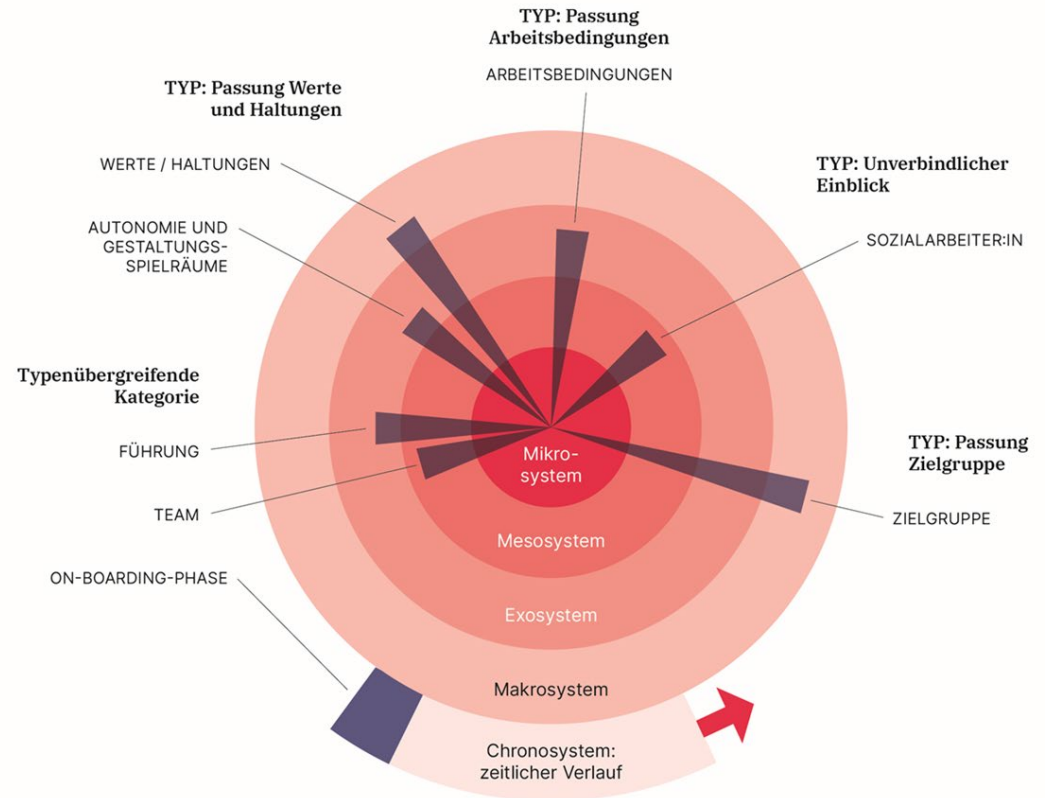 TYP: Passung
Arbeitsbedingungen
ARBEITSBEDINGUNGEN
TYP: Passung Werte
und Haltungen
WERTE / HALTUNGEN
AUTONOMIE UND
GESTALTUNGS-
SPIELRÄUME
TYP: Unverbindlicher
Einblick
SOZIALARBEITER:IN
Typenübergreifende
Kategorie
FÜHRUNG
TEAM
ON-BOARDING-PHASE
TYP: Passung
Zielgruppe
ZIELGRUPPE
Mikro-
system
Mesosystem
Exosystem
Makrosystem
Chronosystem:
zeitlicher Verlauf